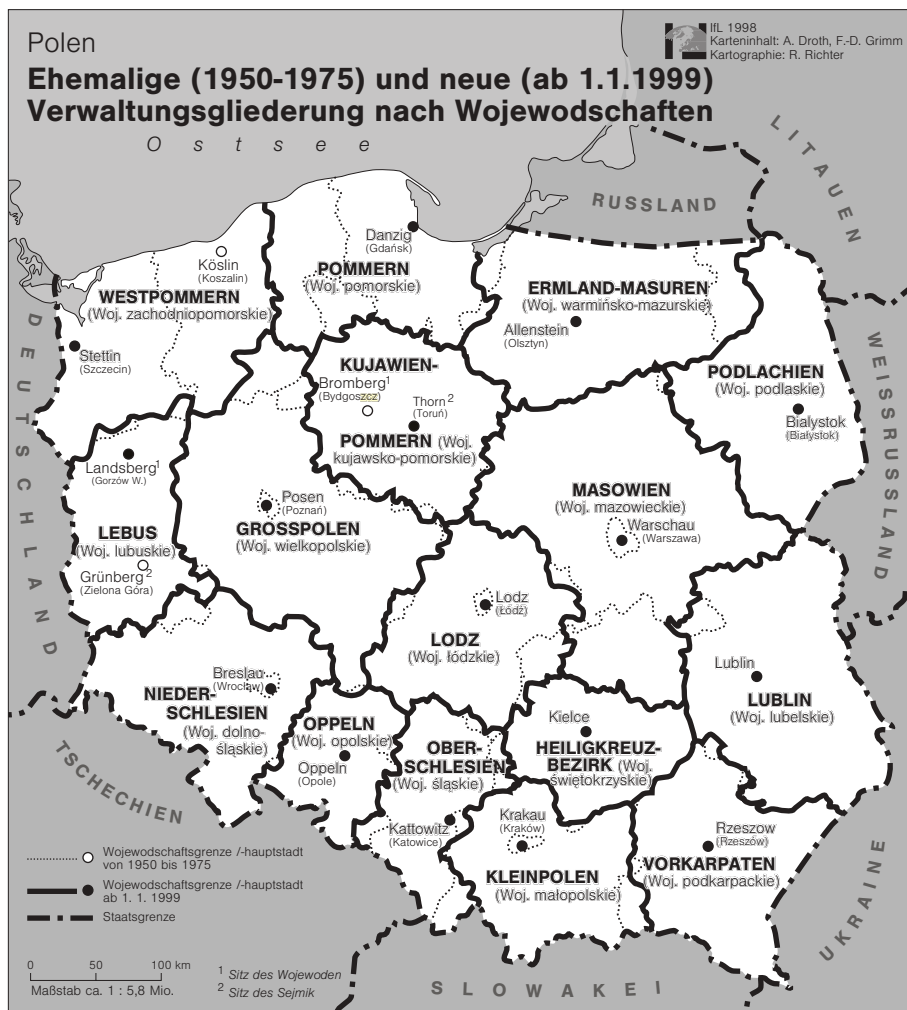 Polen
Ehemalige (1950-1975) und neue (ab 1.1.1999)
Verwaltungsgliederung nach Wojewodschaften
IfL 1998
Karteninhalt: A. Droth, F.-D. Grimm
Kartographie: R. Richter
Ostsee
LITAUEN
RUSSLAND
DEUTSCHLAND
WEISSRUSSLAND
TSCHECHIEN
SLOWAKEI
UKRAINE
Köslin
(Koszalin)
WESTPOMMERN
(Woj. zachodniopomorskie)
Stettin
(Szczecin)
Danzig
(Gdańsk)
POMMERN
(Woj. pomorskie)
ERMLAND-MASUREN
(Woj. warmińsko-mazurskie)
Allenstein
(Olsztyn)
PODLACHIEN
(Woj. podlaskie)
Bialystok
(Białystok)
KUJAWIEN-
Bromberg¹
(Bydgoszcz)
Thorn²
(Toruń)
POMMERN (Woj.
kujawsko-pomorskie)
Landsberg¹
(Gorzów W.)
LEBUS
(Woj. lubuskie)
Grünberg²
(Zielona Góra)
Posen
(Poznań)
GROSSPOLEN
(Woj. wielkopolskie)
MASOWIEN
(Woj. mazowieckie)
Warschau
(Warszawa)
Lodz
(Łódź)
LODZ
(Woj. łódzkie)
Lublin
LUBLIN
(Woj. lubelskie)
Breslau
(Wrocław)
NIEDER-
SCHLESIEN
(Woj. dolno-
śląskie)
OPPELN
(Woj. opolskie)
Oppeln
(Opole)
OBER-
SCHLESIEN
(Woj. śląskie)
Kattowitz
(Katowice)
Kielce
HEILIGKREUZ-
BEZIRK (Woj.
świętokrzyskie)
Krakau
(Kraków)
KLEINPOLEN
(Woj. małopolskie)
Rzeszow
(Rzeszów)
VORKARPATEN
(Woj. podkarpackie)
Wojewodschaftsgrenze /-hauptstadt
von 1950 bis 1975
Wojewodschaftsgrenze /-hauptstadt
ab 1. 1. 1999
Staatsgrenze
0 50 100 km
Maßstab ca. 1 : 5,8 Mio.
¹ Sitz des Wojewoden
² Sitz des Sejmik